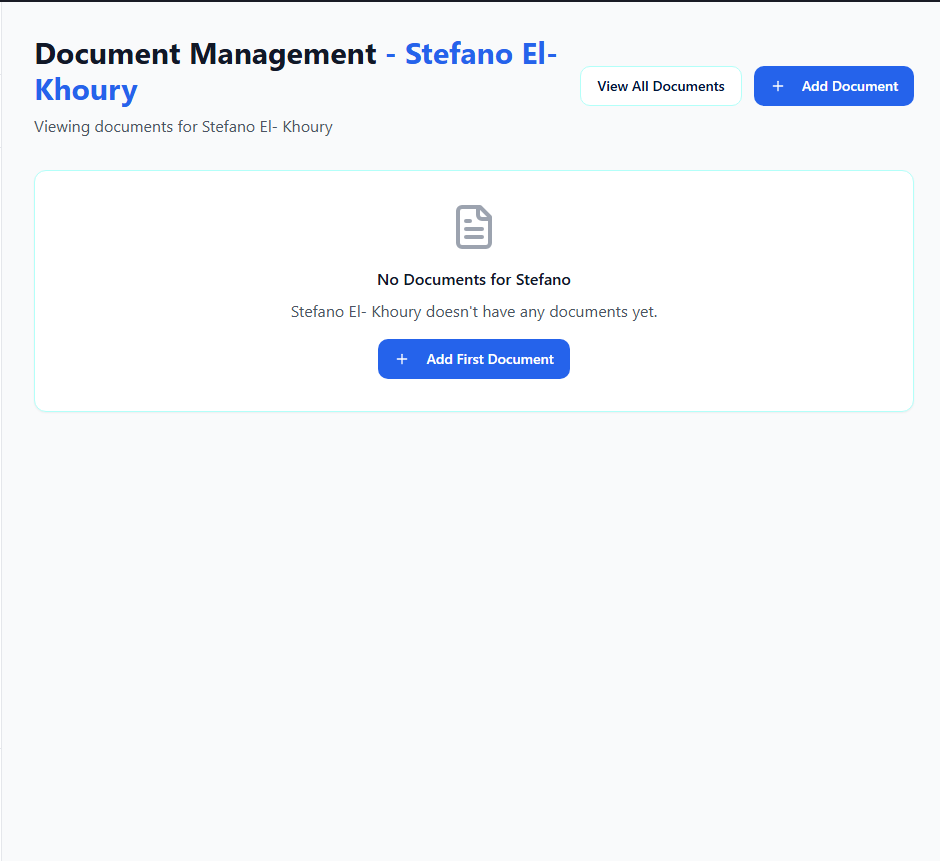 Document Management - Stefano El-
Khoury
View All Documents
Add Document
Viewing documents for Stefano El- Khoury
No Documents for Stefano
Stefano El- Khoury doesn't have any documents yet.
Add First Document